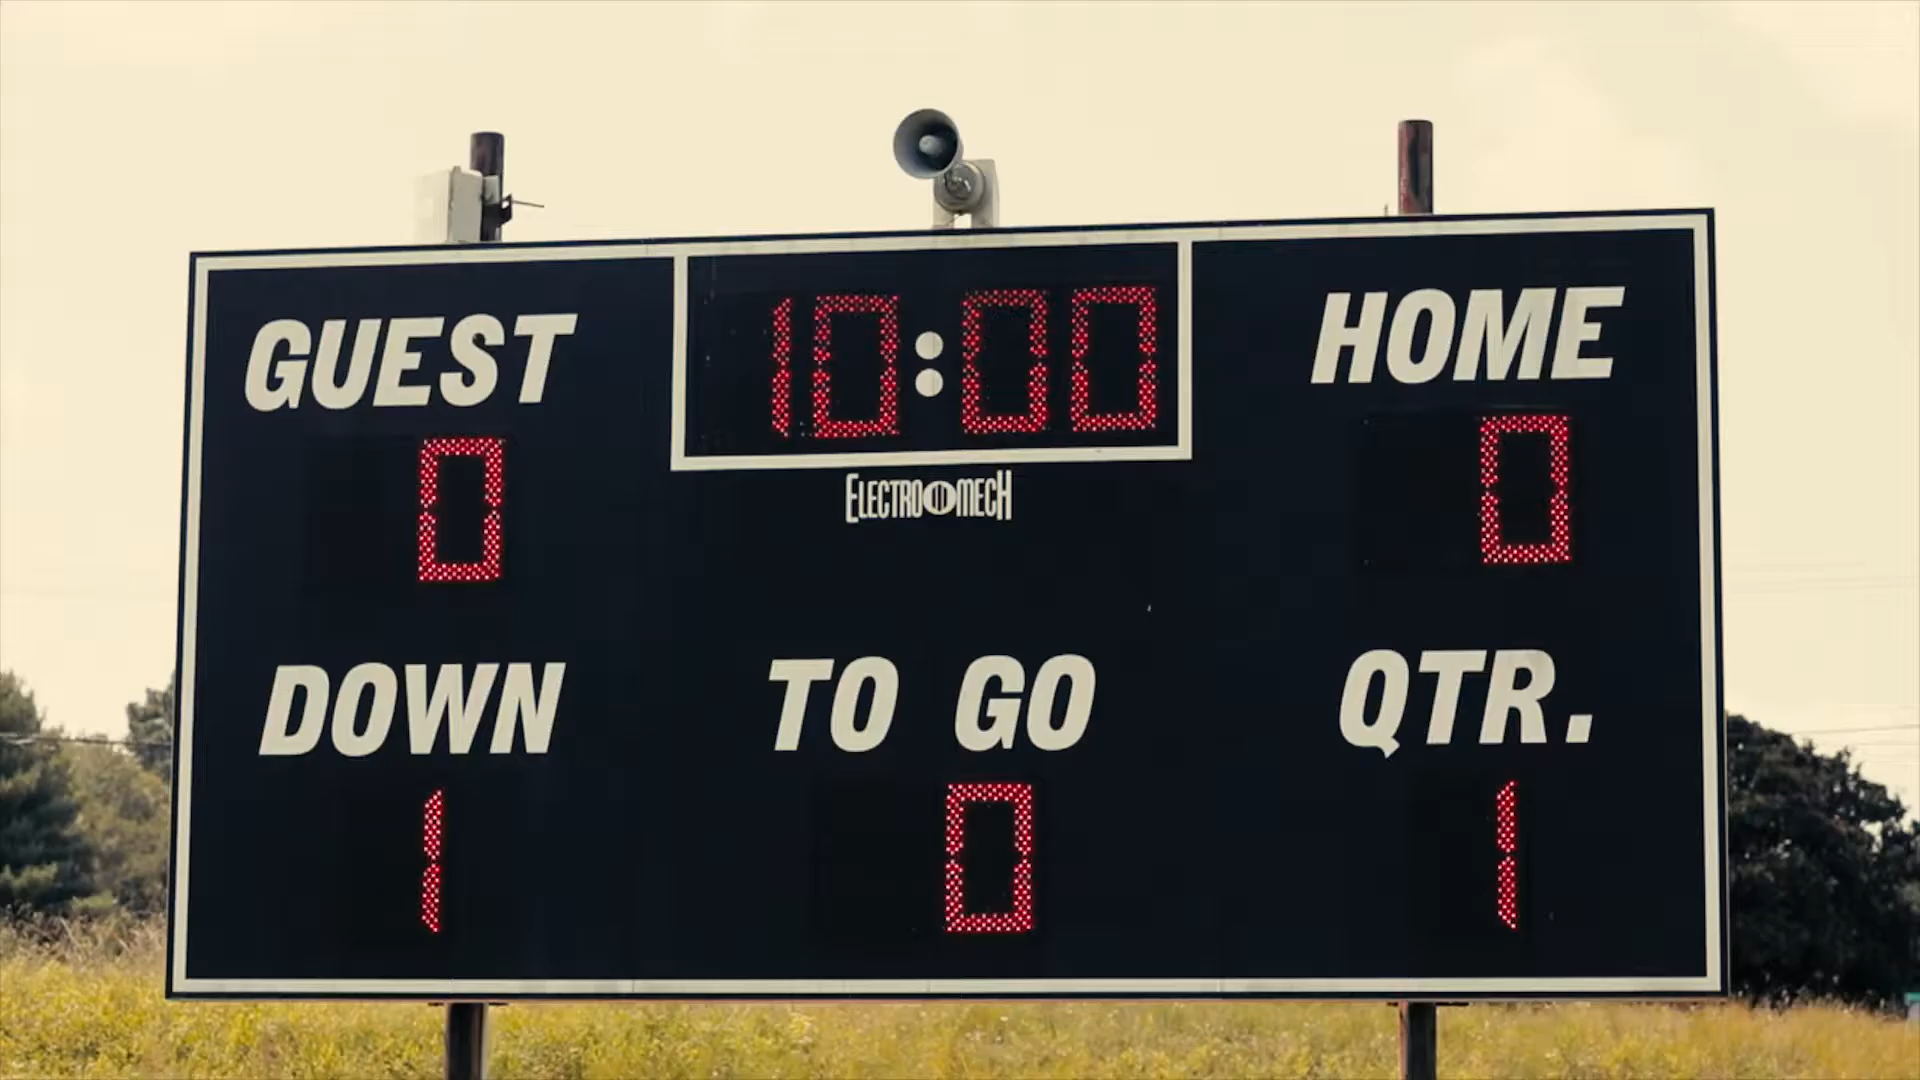 GUEST 10:00 HOME
0 0
ELECTRO MECH
DOWN TO GO QTR.
1 0 1